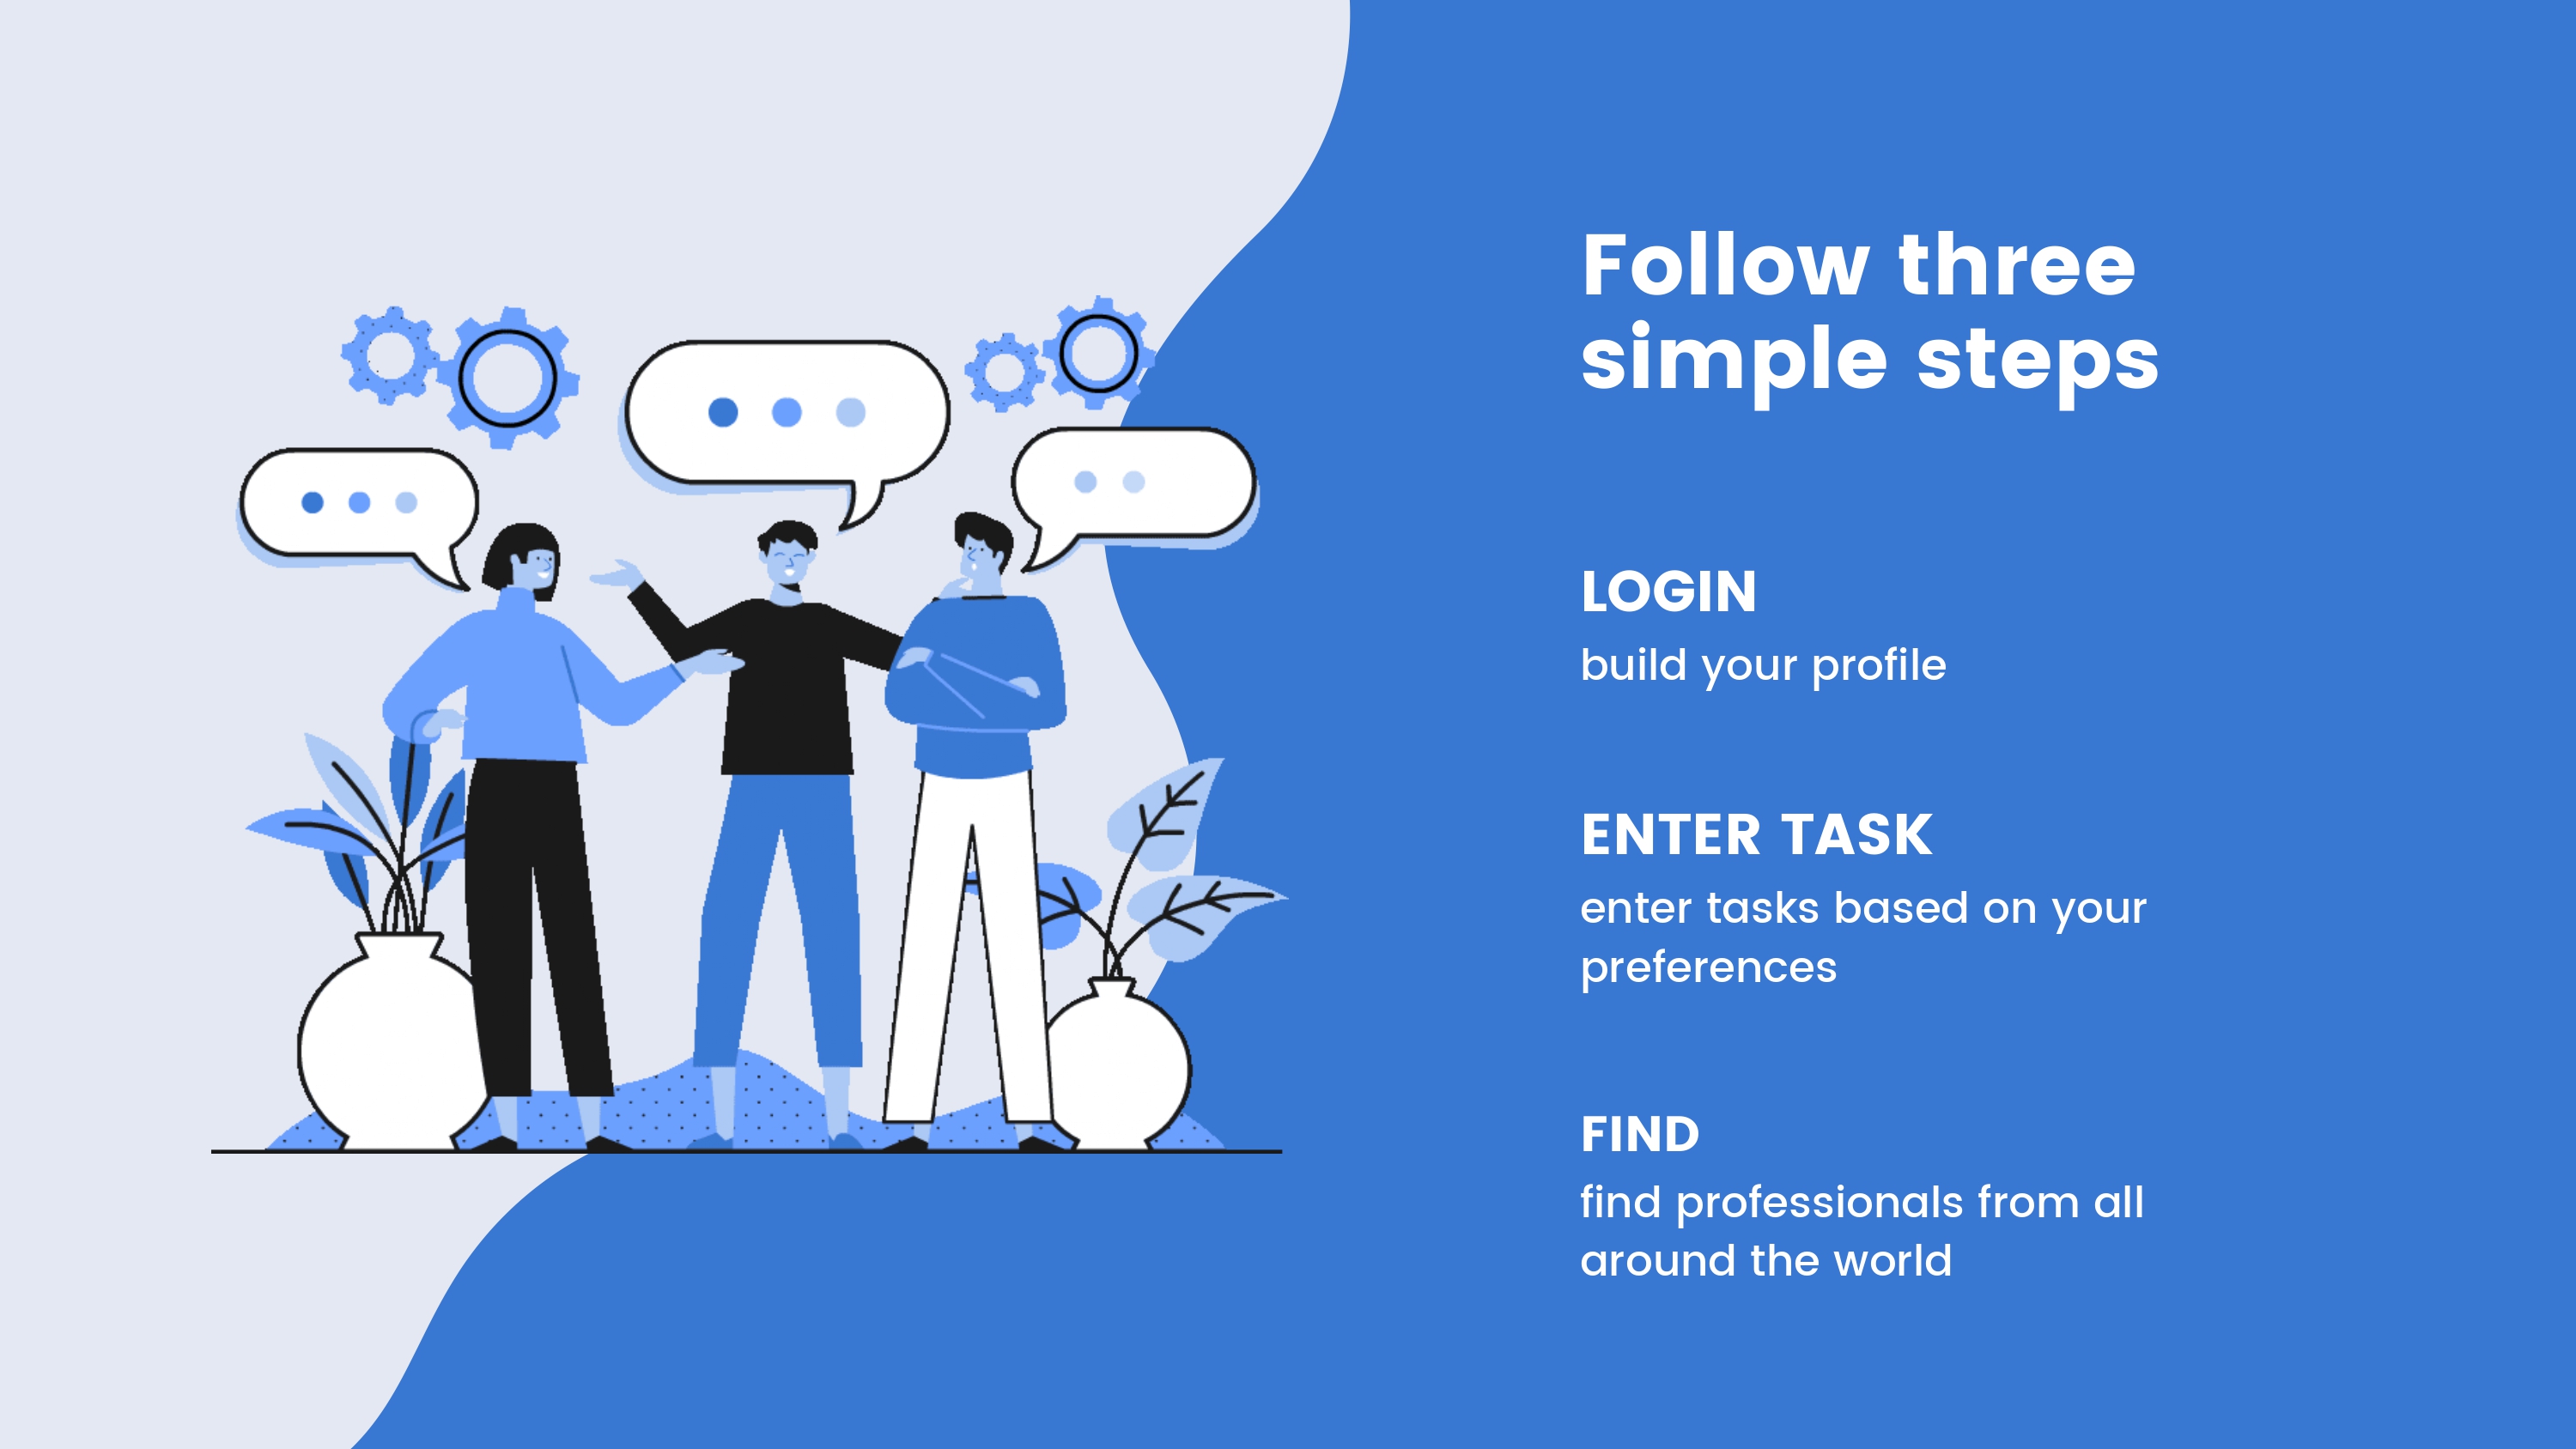 Follow three
simple steps
LOGIN
build your profile
ENTER TASK
enter tasks based on your
preferences
FIND
find professionals from all
around the world